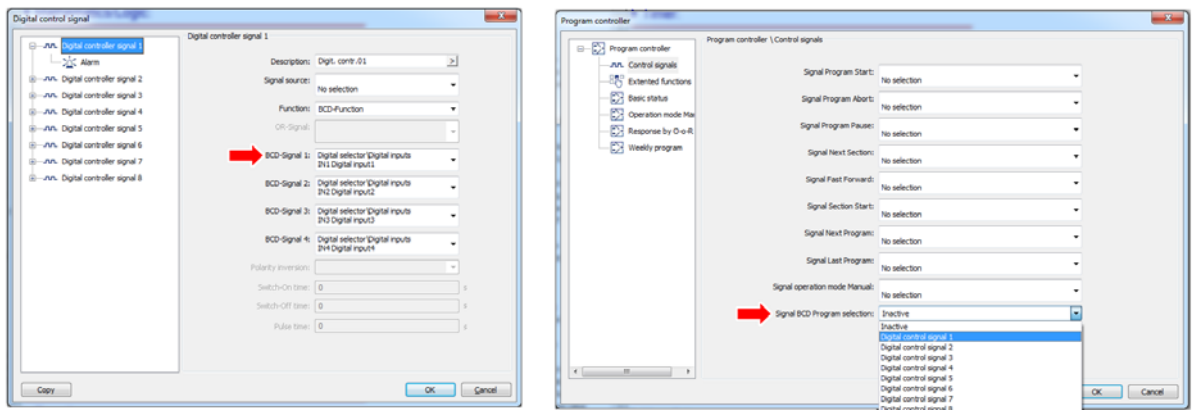 Digital control signal
Digital controller signal 1
Alarm
Digital controller signal 2
Digital controller signal 3
Digital controller signal 4
Digital controller signal 5
Digital controller signal 6
Digital controller signal 7
Digital controller signal 8
Digital controller signal 1
Description: Digit. contr.01 >
Signal source: No selection
Function: BCD-Function
OR-Signal:
BCD-Signal 1: Digital selector\Digital inputs
IN1 Digital input1
BCD-Signal 2: Digital selector\Digital inputs
IN2 Digital input2
BCD-Signal 3: Digital selector\Digital inputs
IN3 Digital input3
BCD-Signal 4: Digital selector\Digital inputs
IN4 Digital input4
Polarity inversion:
Switch-On time: 0 s
Switch-Off time: 0 s
Pulse time: 0 s
Copy
OK
Cancel
Program controller
Program controller
Control signals
Extented functions
Basic status
Operation mode Ma
Response by O-o-R
Weekly program
Program controller \ Control signals
Signal Program Start: No selection
Signal Program Abort: No selection
Signal Program Pause: No selection
Signal Next Section: No selection
Signal Fast Forward: No selection
Signal Section Start: No selection
Signal Next Program: No selection
Signal Last Program: No selection
Signal operation mode Manual: No selection
Signal BCD Program selection: Inactive
Inactive
Digital control signal 1
Digital control signal 2
Digital control signal 3
Digital control signal 4
Digital control signal 5
Digital control signal 6
Digital control signal 7
Digital control signal 8
OK
Cancel